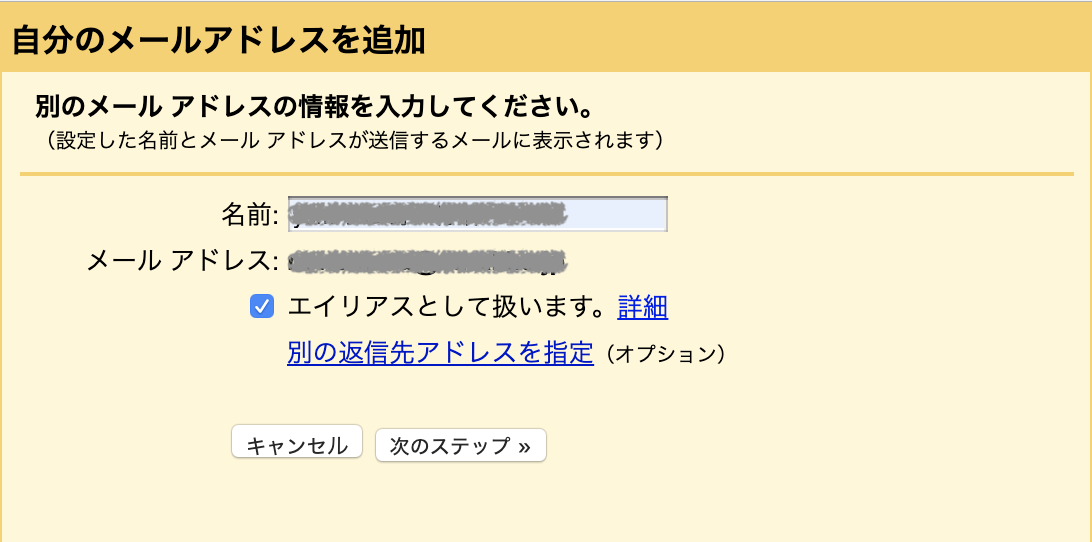 自分のメールアドレスを追加
別のメール アドレスの情報を入力してください。
（設定した名前とメール アドレスが送信するメールに表示されます）
名前:
メール アドレス:
エイリアスとして扱います。詳細
別の返信先アドレスを指定（オプション）
キャンセル 次のステップ »